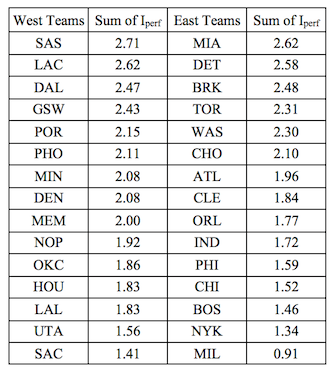 West Teams Sum of Iperf East Teams Sum of Iperf
SAS 2.71 MIA 2.62
LAC 2.62 DET 2.58
DAL 2.47 BRK 2.48
GSW 2.43 TOR 2.31
POR 2.15 WAS 2.30
PHO 2.11 CHO 2.10
MIN 2.08 ATL 1.96
DEN 2.08 CLE 1.84
MEM 2.00 ORL 1.77
NOP 1.92 IND 1.72
OKC 1.86 PHI 1.59
HOU 1.83 CHI 1.52
LAL 1.83 BOS 1.46
UTA 1.56 NYK 1.34
SAC 1.41 MIL 0.91